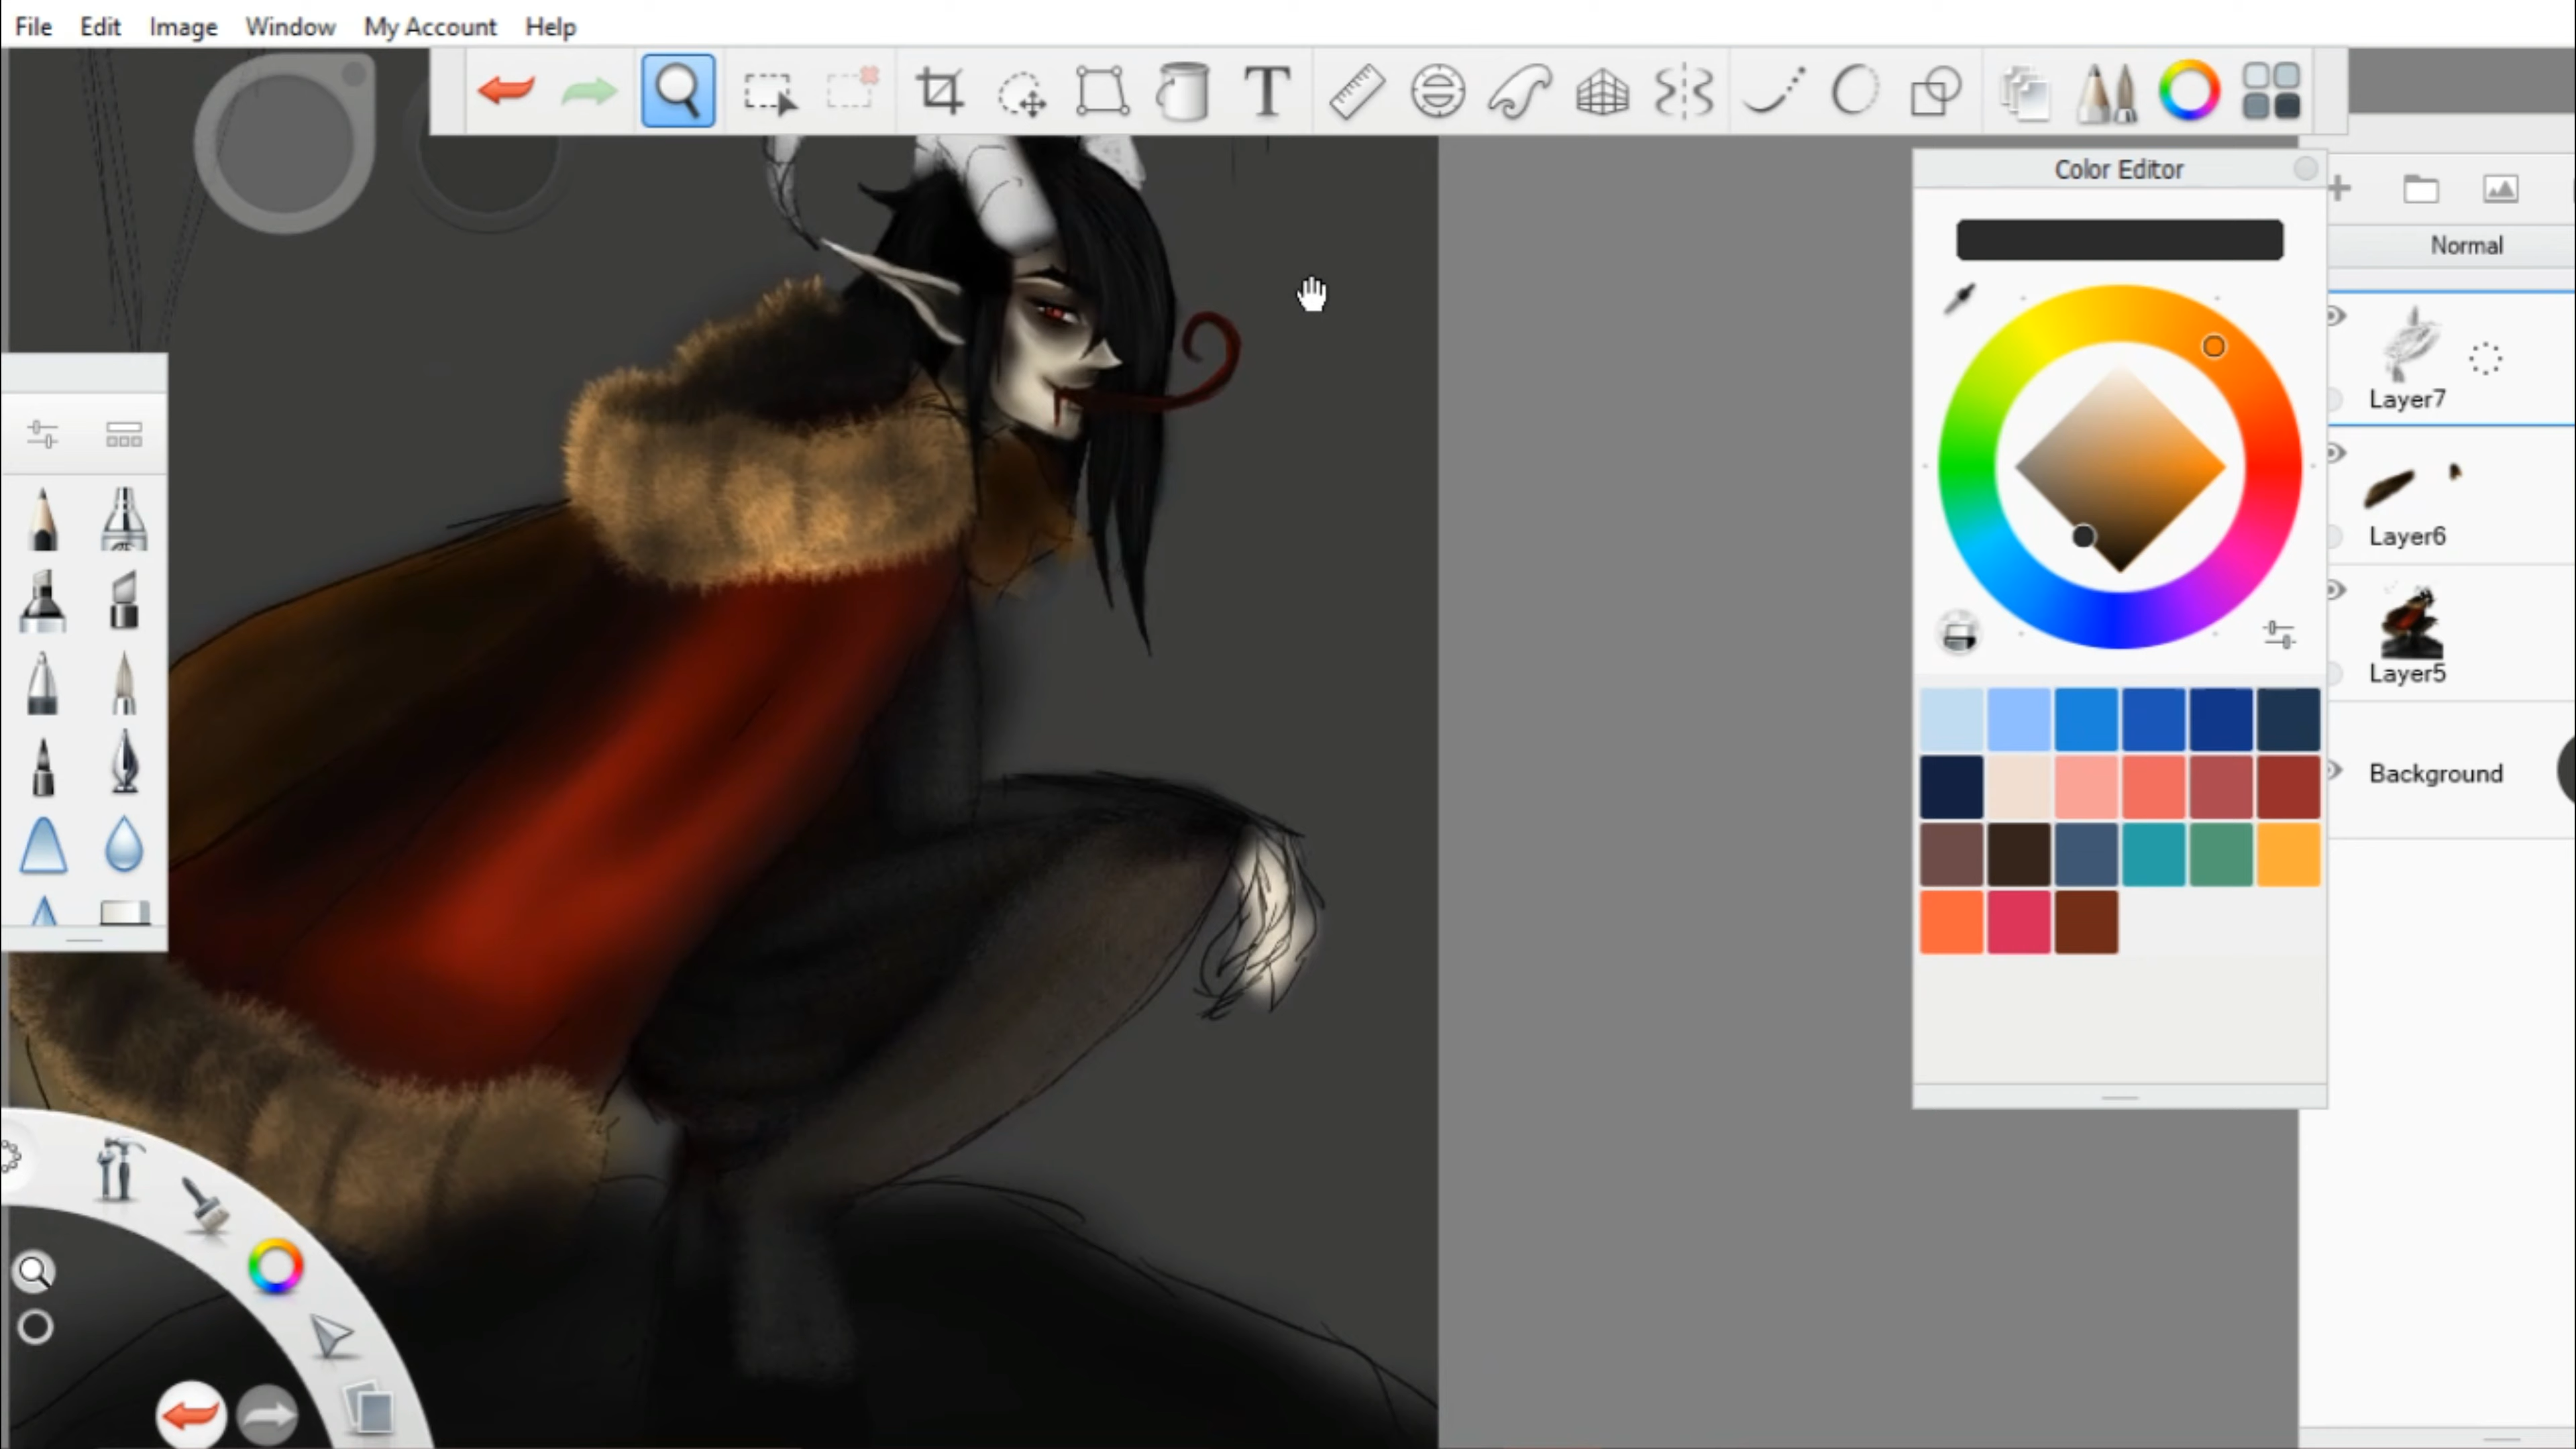 File Edit Image Window My Account Help
T
Color Editor
Normal
Layer7
Layer6
Layer5
Background